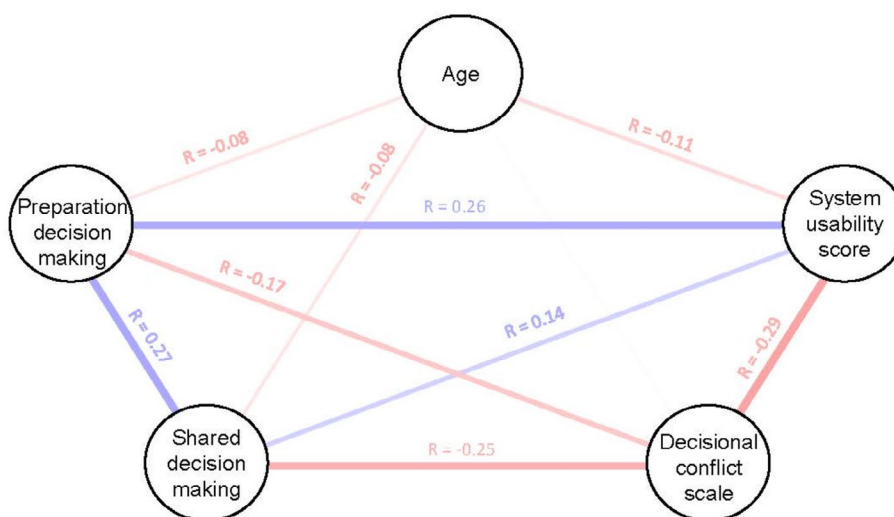 Age
R = -0.08
R = -0.08
R = -0.11
Preparation
decision
making
R = 0.26
System
usability
score
R = -0.17
R = 0.27
R = 0.14
R = -0.29
Shared
decision
making
R = -0.25
Decisional
conflict
scale